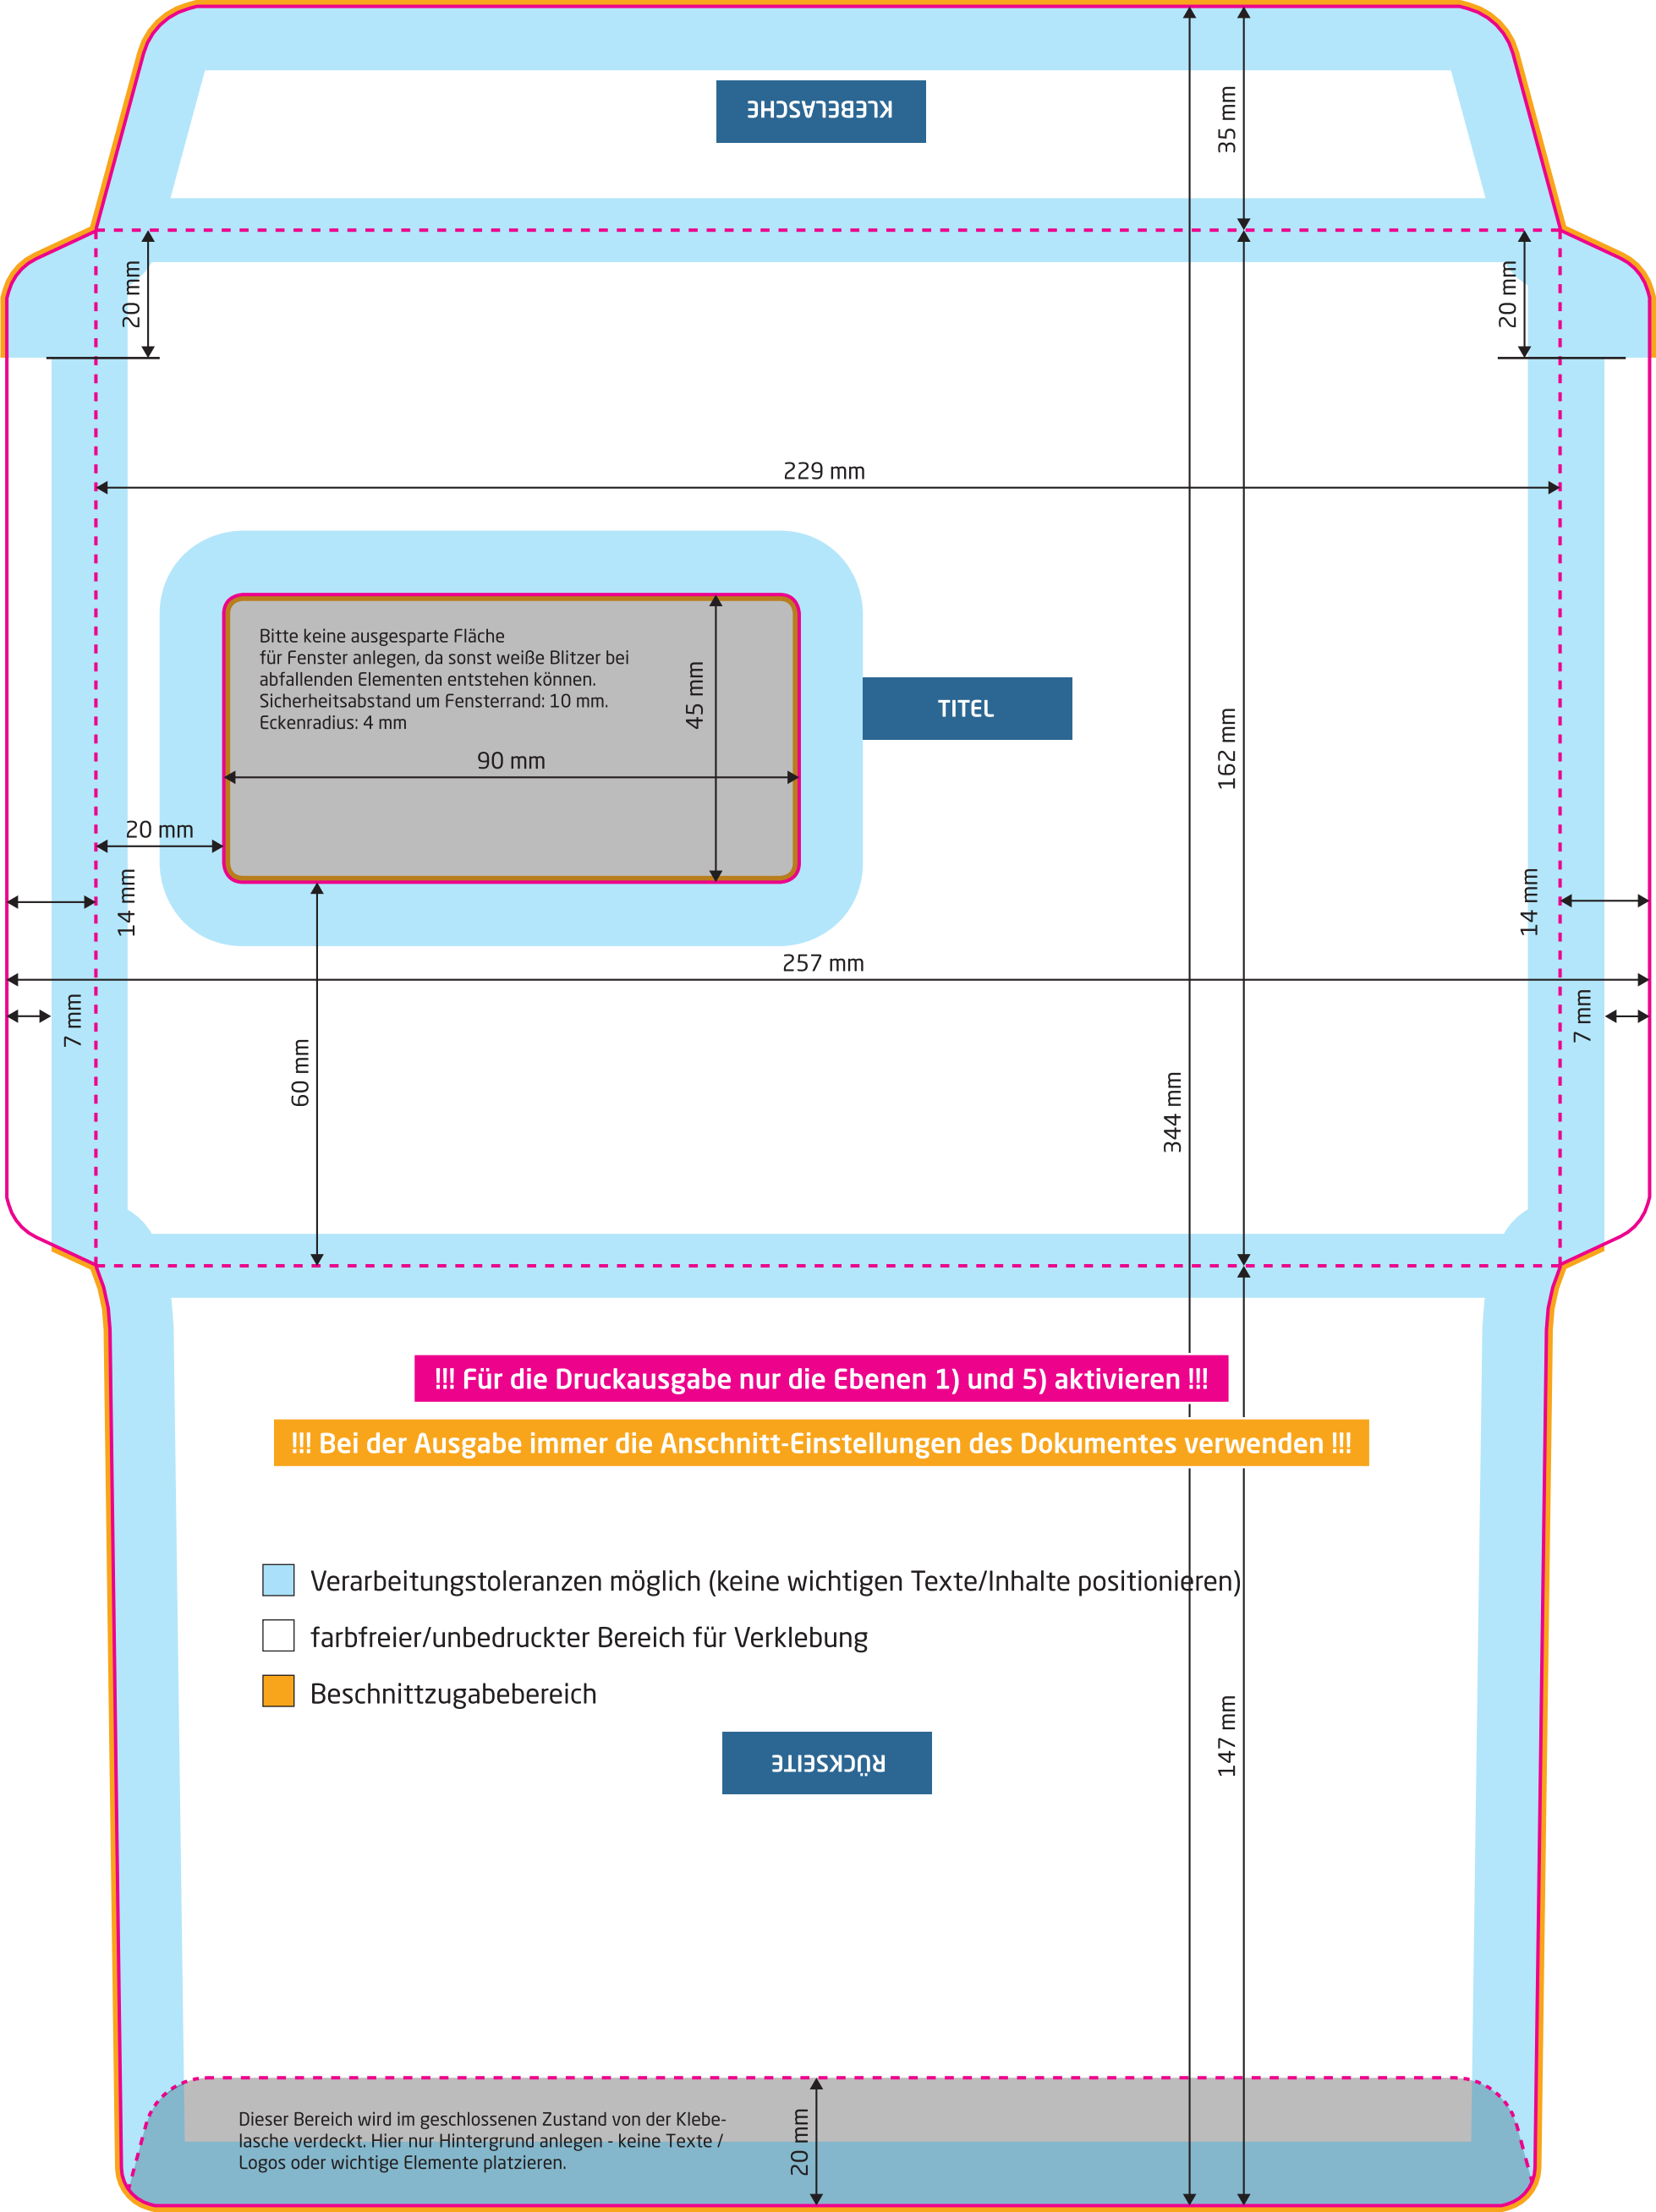 KLEBELASCHE
35 mm
20 mm
20 mm
229 mm
Bitte keine ausgesparte Fläche
für Fenster anlegen, da sonst weiße Blitzer bei
abfallenden Elementen entstehen können.
Sicherheitsabstand um Fensterrand: 10 mm.
Eckenradius: 4 mm
45 mm
90 mm
TITEL
162 mm
20 mm
14 mm
14 mm
257 mm
7 mm
7 mm
60 mm
344 mm
!!! Für die Druckausgabe nur die Ebenen 1) und 5) aktivieren !!!
!!! Bei der Ausgabe immer die Anschnitt-Einstellungen des Dokumentes verwenden !!!
Verarbeitungstoleranzen möglich (keine wichtigen Texte/Inhalte positionieren)
farbfreier/unbedruckter Bereich für Verklebung
Beschnittzugabebereich
147 mm
RÜCKSEITE
Dieser Bereich wird im geschlossenen Zustand von der Klebe-
lasche verdeckt. Hier nur Hintergrund anlegen - keine Texte /
Logos oder wichtige Elemente platzieren.
20 mm